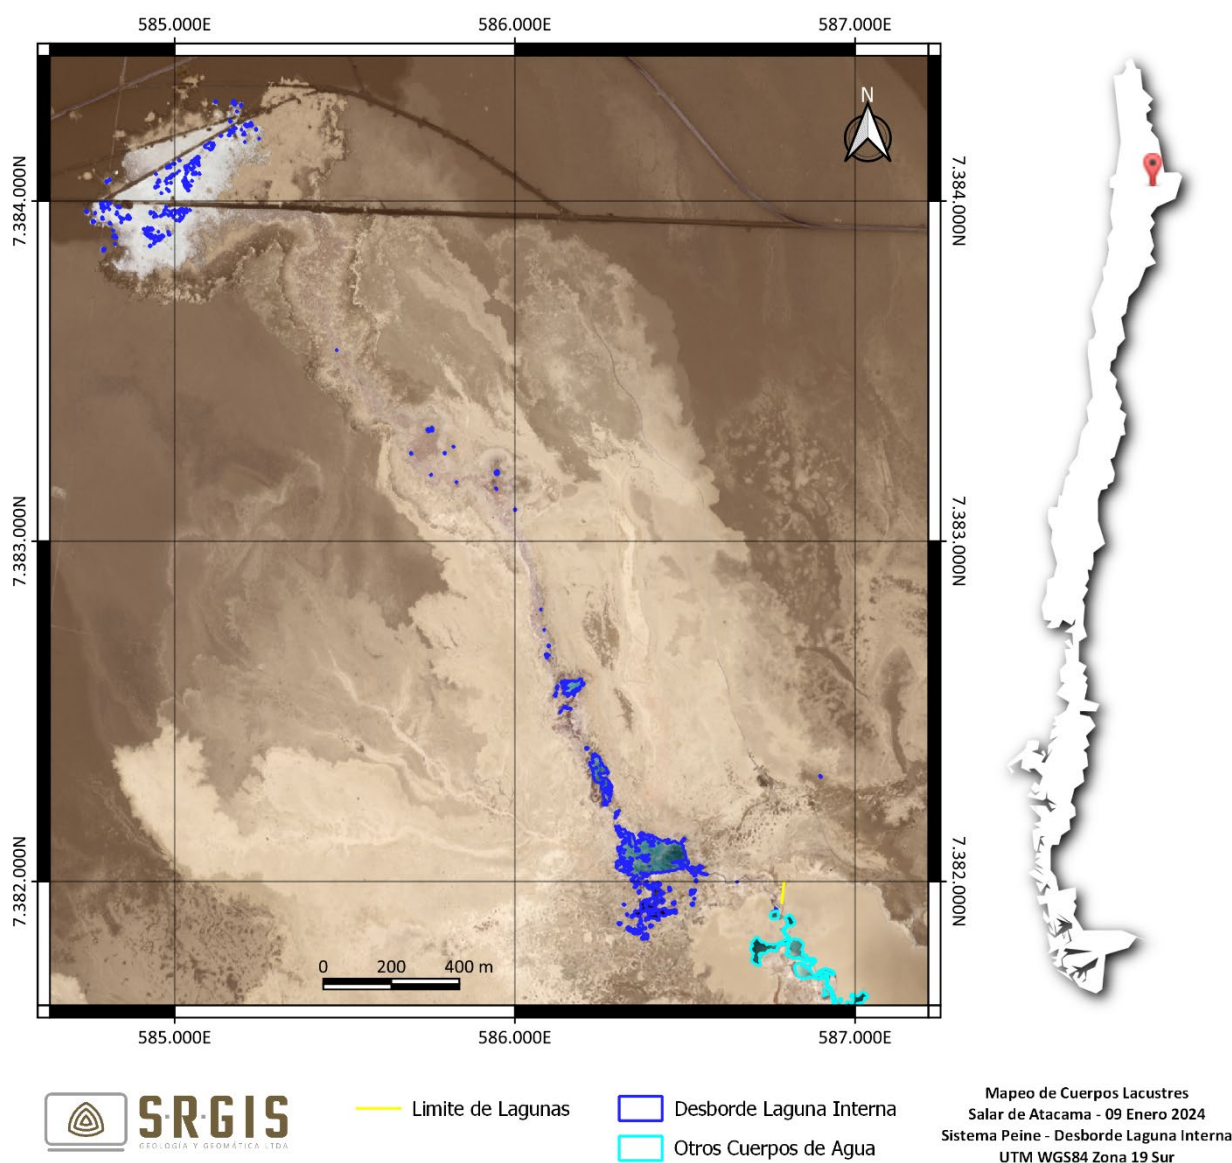 585.000E 586.000E 587.000E
N
7.384.000N 7.384.000N
7.383.000N 7.383.000N
7.382.000N 7.382.000N
0 200 400 m
585.000E 586.000E 587.000E
S·R·GIS
GEOLOGÍA Y GEOMÁTICA LTDA
Limite de Lagunas
Desborde Laguna Interna
Otros Cuerpos de Agua
Mapeo de Cuerpos Lacustres
Salar de Atacama - 09 Enero 2024
Sistema Peine - Desborde Laguna Interna
UTM WGS84 Zona 19 Sur